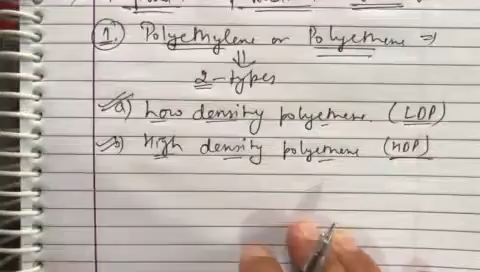 1. Polyethylene or Polyethene ⇒
⇓
2-types
a) Low density polyethene. (LDP)
b) High density polyethene (HDP)